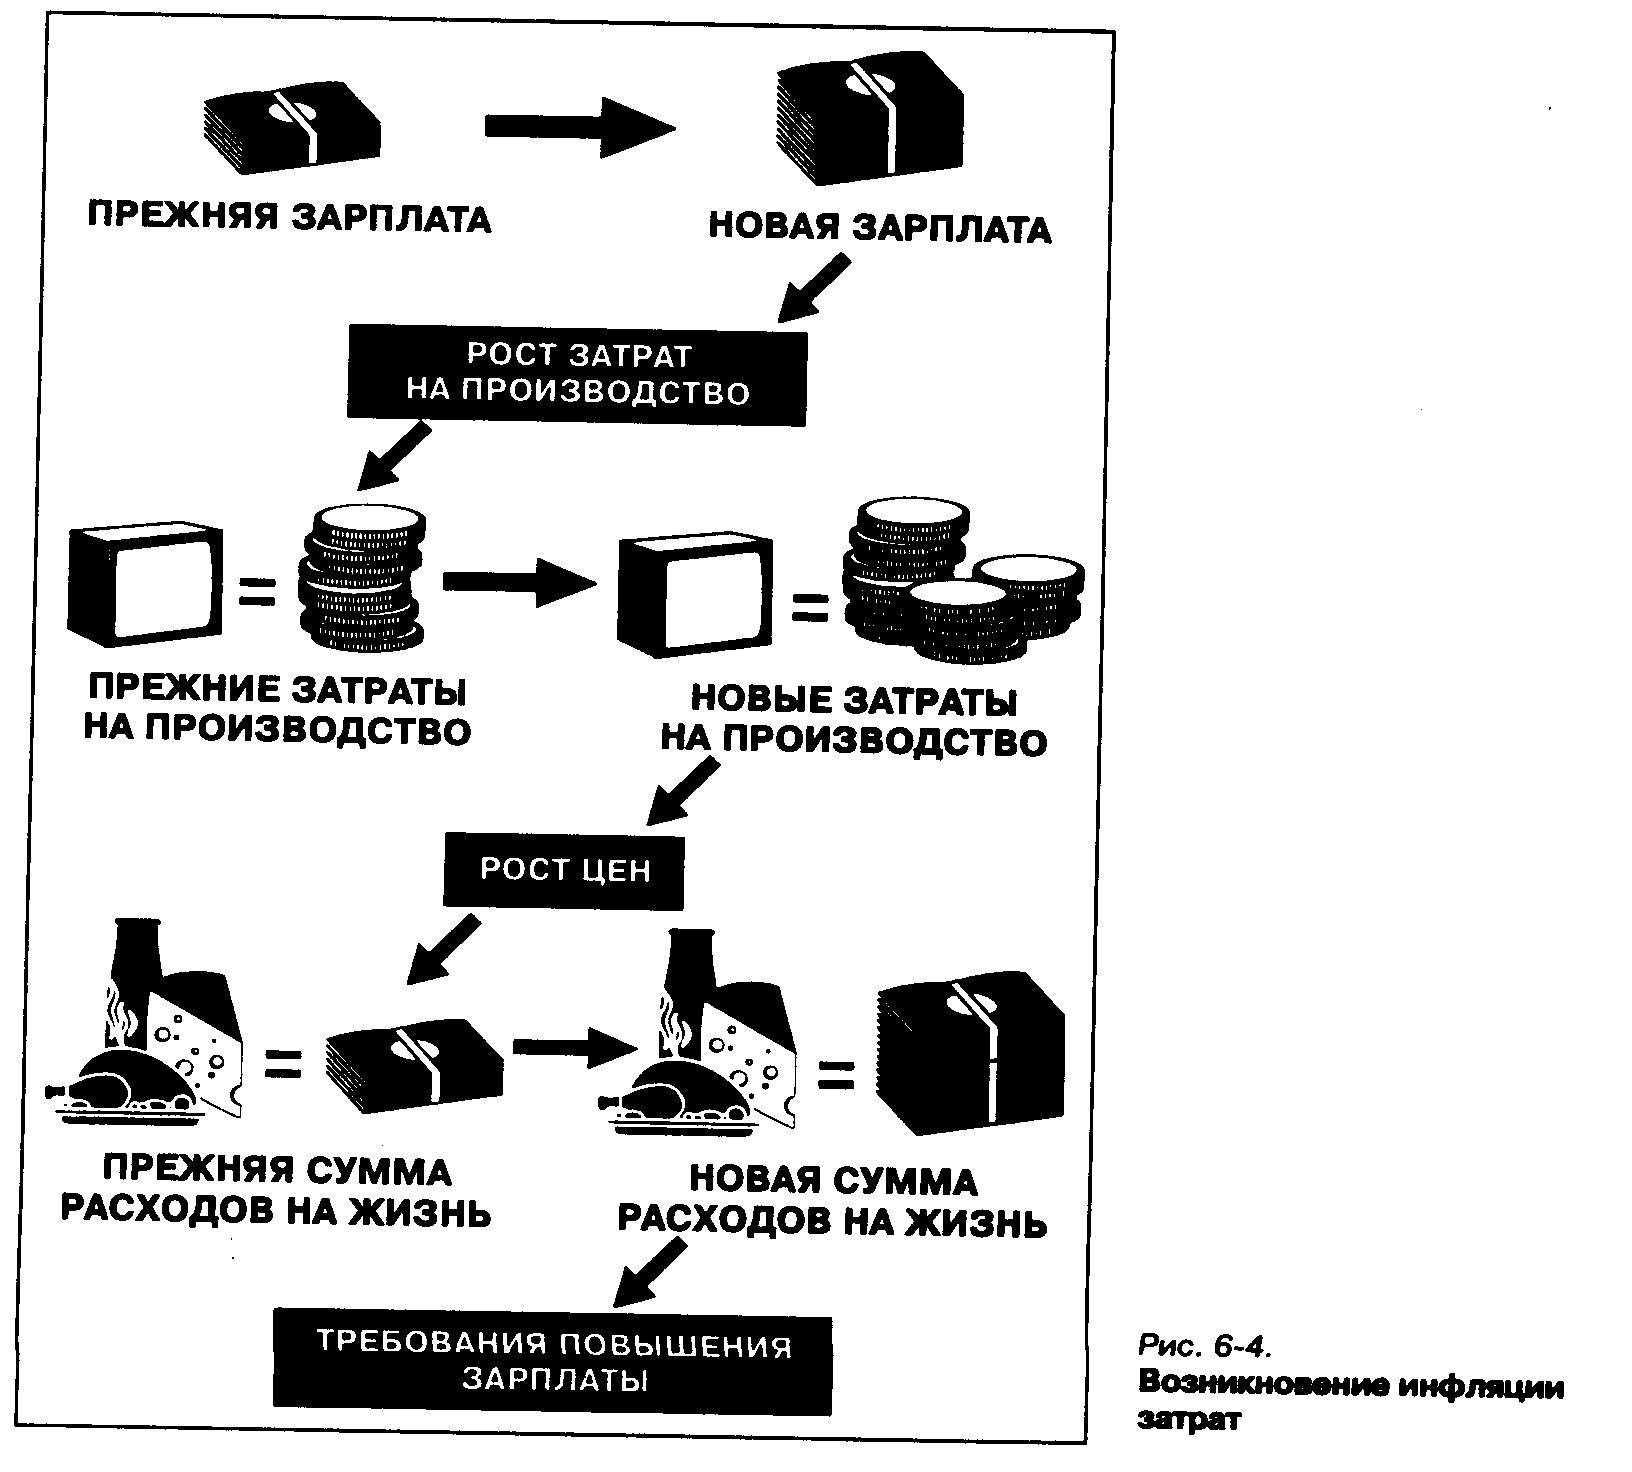 ПРЕЖНЯЯ ЗАРПЛАТА
НОВАЯ ЗАРПЛАТА
РОСТ ЗАТРАТ
НА ПРОИЗВОДСТВО
ПРЕЖНИЕ ЗАТРАТЫ
НА ПРОИЗВОДСТВО
НОВЫЕ ЗАТРАТЫ
НА ПРОИЗВОДСТВО
РОСТ ЦЕН
ПРЕЖНЯЯ СУММА
РАСХОДОВ НА ЖИЗНЬ
НОВАЯ СУММА
РАСХОДОВ НА ЖИЗНЬ
ТРЕБОВАНИЯ ПОВЫШЕНИЯ
ЗАРПЛАТЫ
Рис. 6-4.
Возникновение инфляции
затрат